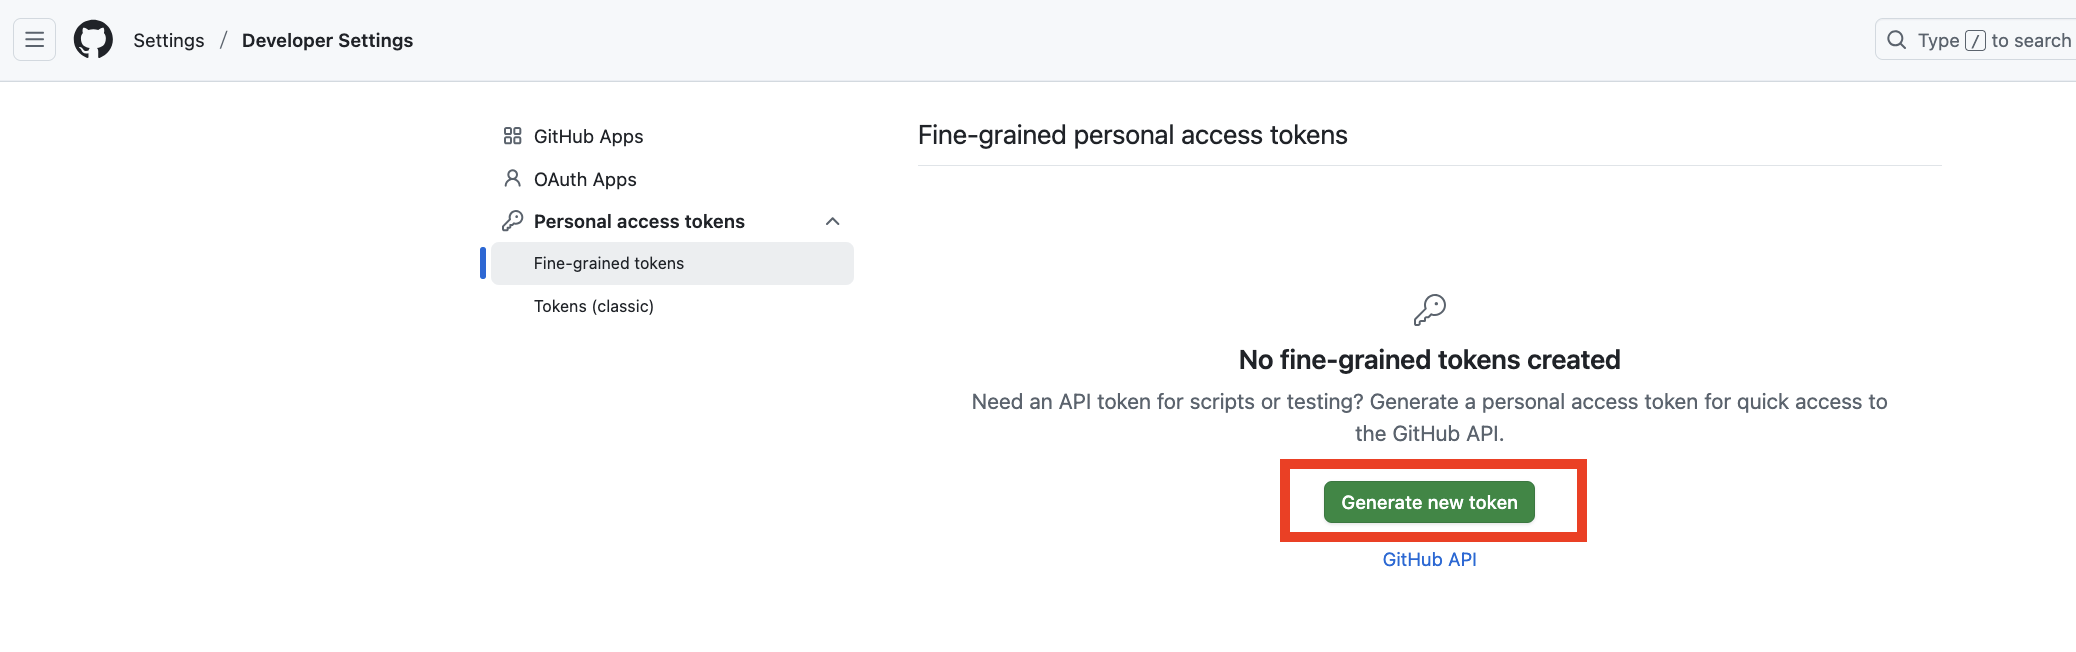 Settings / Developer Settings
Type / to search
GitHub Apps
OAuth Apps
Personal access tokens
Fine-grained tokens
Tokens (classic)
Fine-grained personal access tokens
No fine-grained tokens created
Need an API token for scripts or testing? Generate a personal access token for quick access to
the GitHub API.
Generate new token
GitHub API